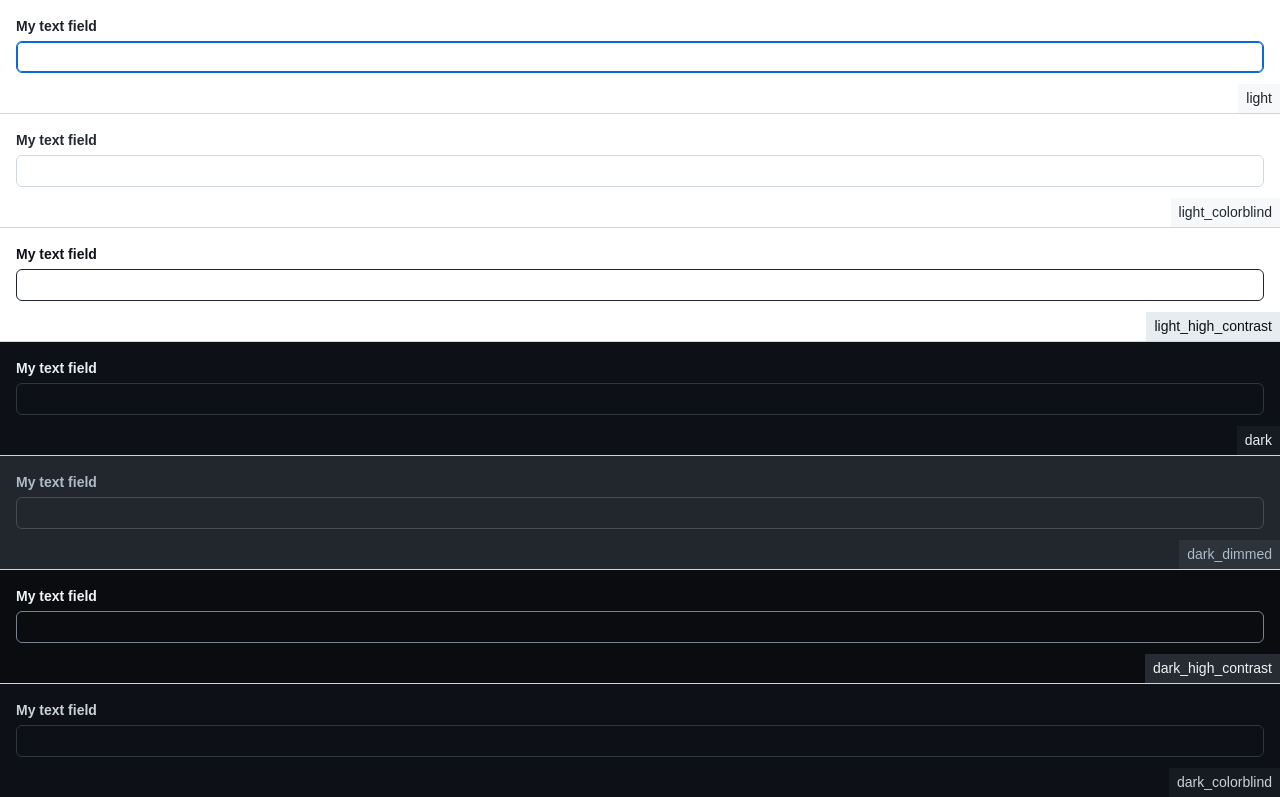 My text field
light
My text field
light_colorblind
My text field
light_high_contrast
My text field
dark
My text field
dark_dimmed
My text field
dark_high_contrast
My text field
dark_colorblind